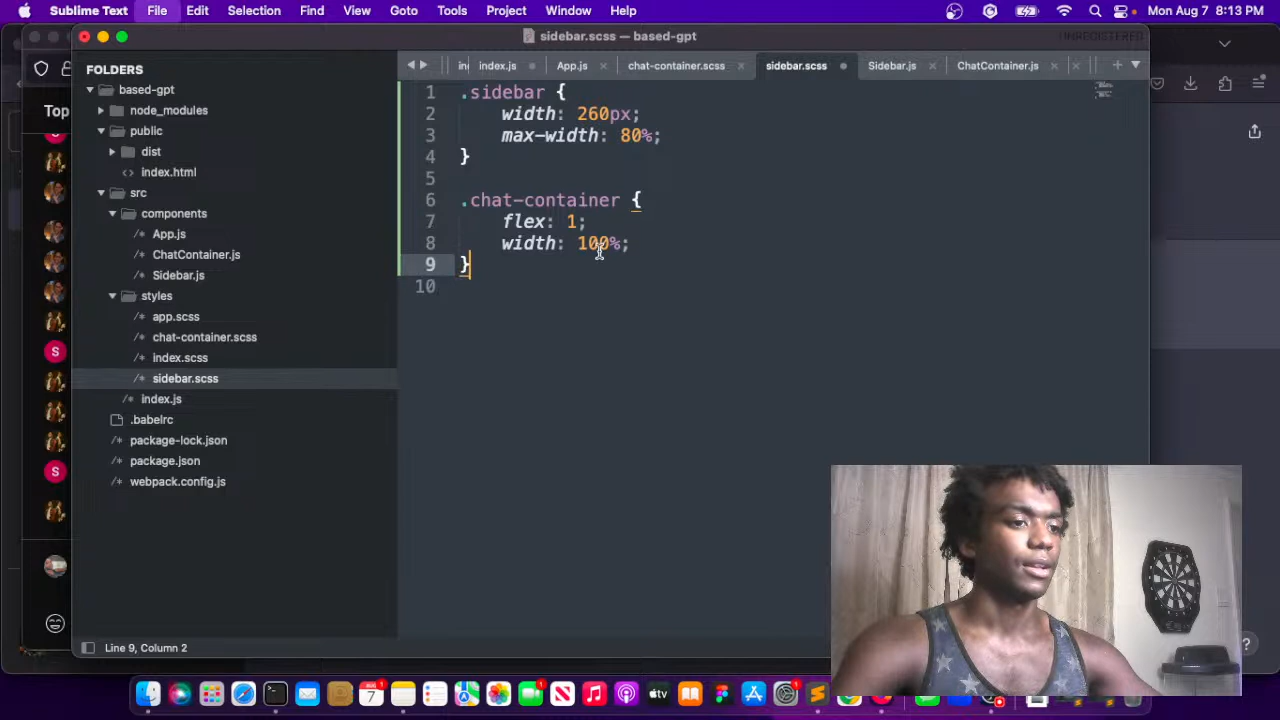 Sublime Text File Edit Selection Find View Goto Tools Project Window Help Mon Aug 7 8:13 PM
sidebar.scss — based-gpt UNREGISTERED
index.js App.js chat-container.scss sidebar.scss Sidebar.js ChatContainer.js
Top
FOLDERS
based-gpt
node_modules
public
dist
<> index.html
src
components
/* App.js
/* ChatContainer.js
/* Sidebar.js
styles
/* app.scss
/* chat-container.scss
/* index.scss
/* sidebar.scss
/* index.js
.babelrc
/* package-lock.json
/* package.json
/* webpack.config.js
1 .sidebar {
2 width: 260px;
3 max-width: 80%;
4 }
5
6 .chat-container {
7 flex: 1;
8 width: 100%;
9 }
10
S
S
Line 9, Column 2